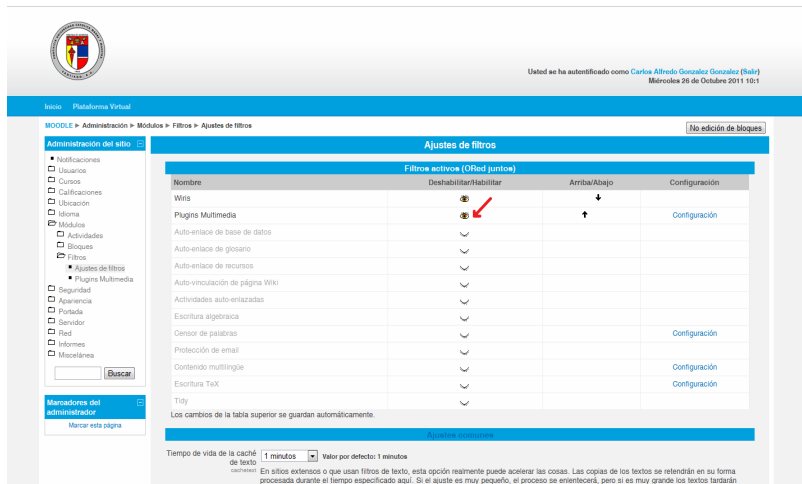 Usted se ha autentificado como Carlos Alfredo Gonzalez Gonzalez (Salir)
Miércoles 26 de Octubre 2011 10:1
Inicio Plataforma Virtual
MOODLE ► Administración ► Módulos ► Filtros ► Ajustes de filtros
No edición de bloques
Administración del sitio
Notificaciones
Usuarios
Cursos
Calificaciones
Ubicación
Idioma
Módulos
Actividades
Bloques
Filtros
Ajustes de filtros
Plugins Multimedia
Seguridad
Apariencia
Portada
Servidor
Red
Informes
Miscelánea
Buscar
Marcadores del
administrador
Marcar esta página
Ajustes de filtros
Filtros activos (ORed juntos)
Nombre Deshabilitar/Habilitar Arriba/Abajo Configuración
Wiris
Plugins Multimedia Configuración
Auto-enlace de base de datos
Auto-enlace de glosario
Auto-enlace de recursos
Auto-vinculación de página Wiki
Actividades auto-enlazadas
Escritura algebraica
Censor de palabras Configuración
Protección de email
Contenido multilingüe Configuración
Escritura TeX Configuración
Tidy
Los cambios de la tabla superior se guardan automáticamente.
Ajustes comunes
Tiempo de vida de la caché de texto 1 minutos Valor por defecto: 1 minutos
cachetext En sitios extensos o que usan filtros de texto, esta opción realmente puede acelerar las cosas. Las copias de los textos se retendrán en su forma
procesada durante el tiempo especificado aquí. Si el ajuste es muy pequeño, el proceso se enlentecerá, pero si es muy grande los textos tardarán